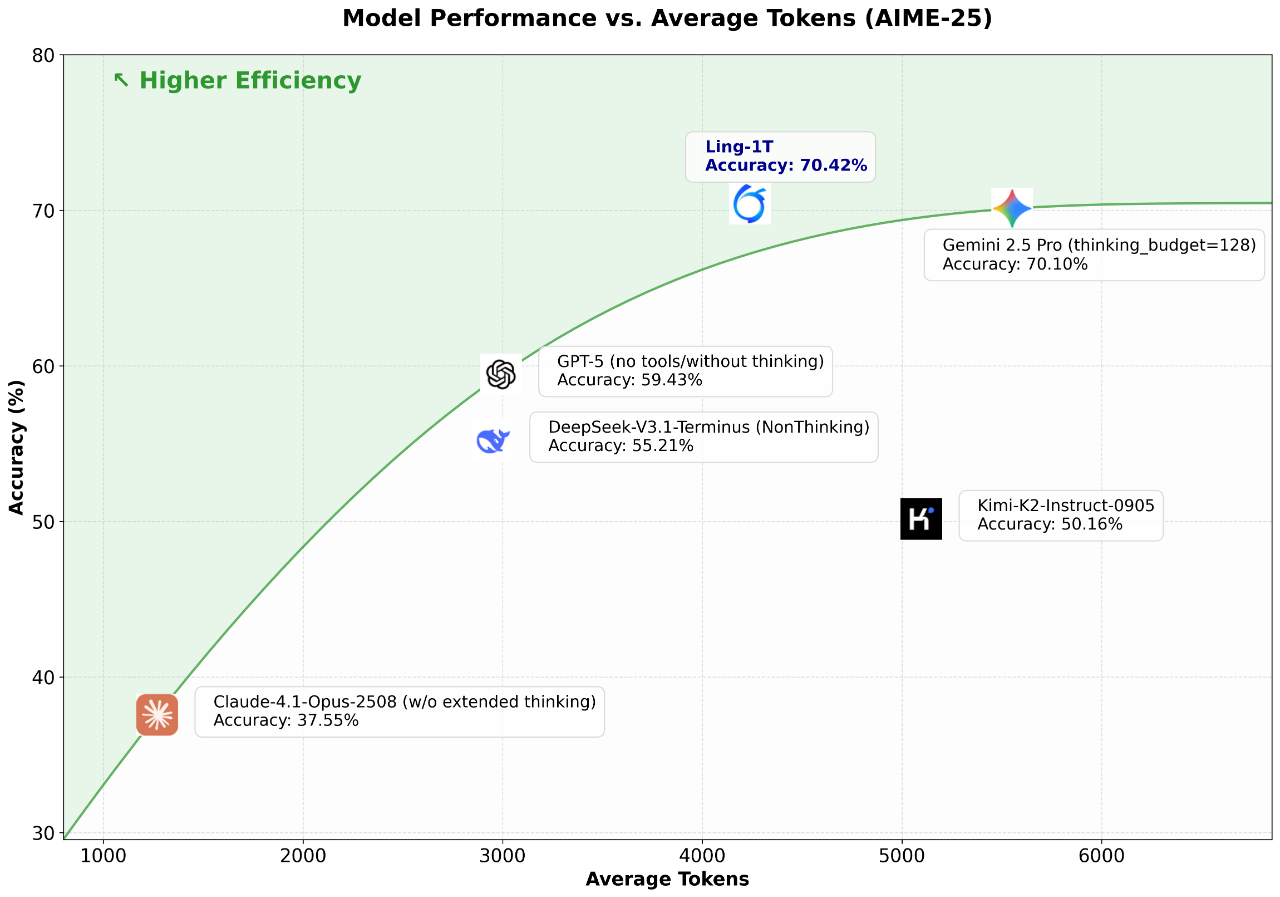 Model Performance vs. Average Tokens (AIME-25)
↖ Higher Efficiency
Ling-1T
Accuracy: 70.42%
Gemini 2.5 Pro (thinking_budget=128)
Accuracy: 70.10%
GPT-5 (no tools/without thinking)
Accuracy: 59.43%
DeepSeek-V3.1-Terminus (NonThinking)
Accuracy: 55.21%
Kimi-K2-Instruct-0905
Accuracy: 50.16%
Claude-4.1-Opus-2508 (w/o extended thinking)
Accuracy: 37.55%
Accuracy (%)
80
70
60
50
40
30
1000 2000 3000 4000 5000 6000
Average Tokens